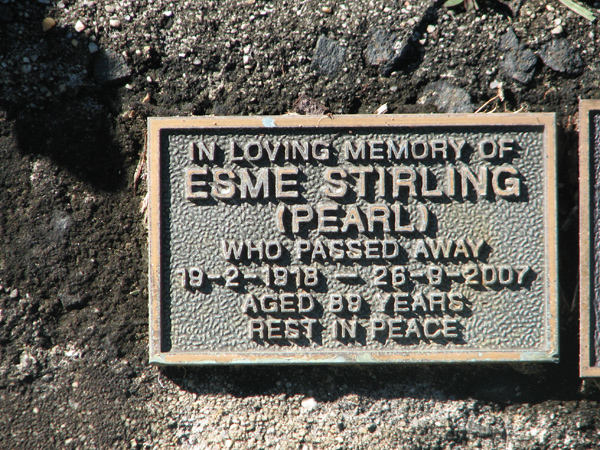 IN LOVING MEMORY OF
ESME STIRLING
(PEARL)
WHO PASSED AWAY
19-2-1918 — 26-9-2007
AGED 89 YEARS
REST IN PEACE